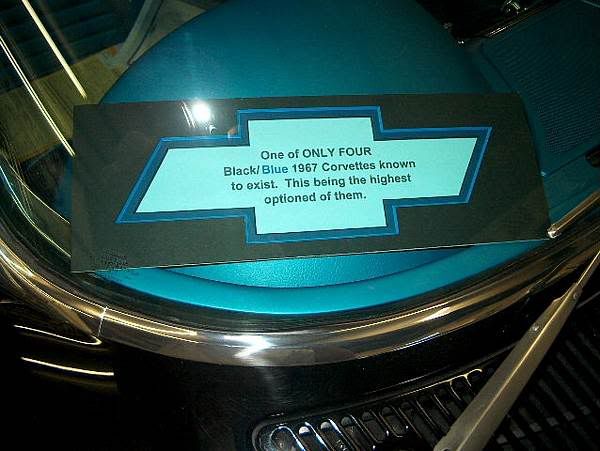 One of ONLY FOUR
Black/Blue 1967 Corvettes known
to exist. This being the highest
optioned of them.